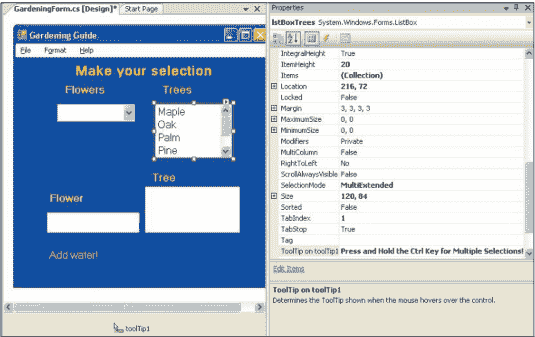 GardeningForm.cs [Design]* Start Page
Gardening Guide
File Format Help
Make your selection
Flowers Trees
Maple
Oak
Palm
Pine
Tree
Flower
Add water!
toolTip1
Properties
lstBoxTrees System.Windows.Forms.ListBox
IntegralHeight True
ItemHeight 20
Items (Collection)
Location 216, 72
Locked False
Margin 3, 3, 3, 3
MaximumSize 0, 0
MinimumSize 0, 0
Modifiers Private
MultiColumn False
RightToLeft No
ScrollAlwaysVisible False
SelectionMode MultiExtended
Size 120, 84
Sorted False
TabIndex 1
TabStop True
Tag
ToolTip on toolTip1 Press and Hold the Ctrl Key for Multiple Selections!
Edit Items
ToolTip on toolTip1
Determines the ToolTip shown when the mouse hovers over the control.